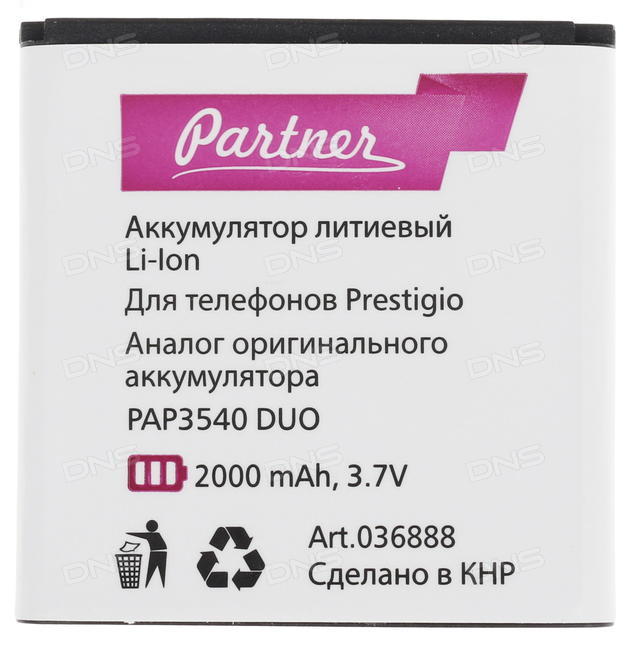 Partner
Аккумулятор литиевый
Li-Ion
Для телефонов Prestigio
Аналог оригинального
аккумулятора
PAP3540 DUO
2000 mAh, 3.7V
Art.036888
Сделано в КНР
DNS